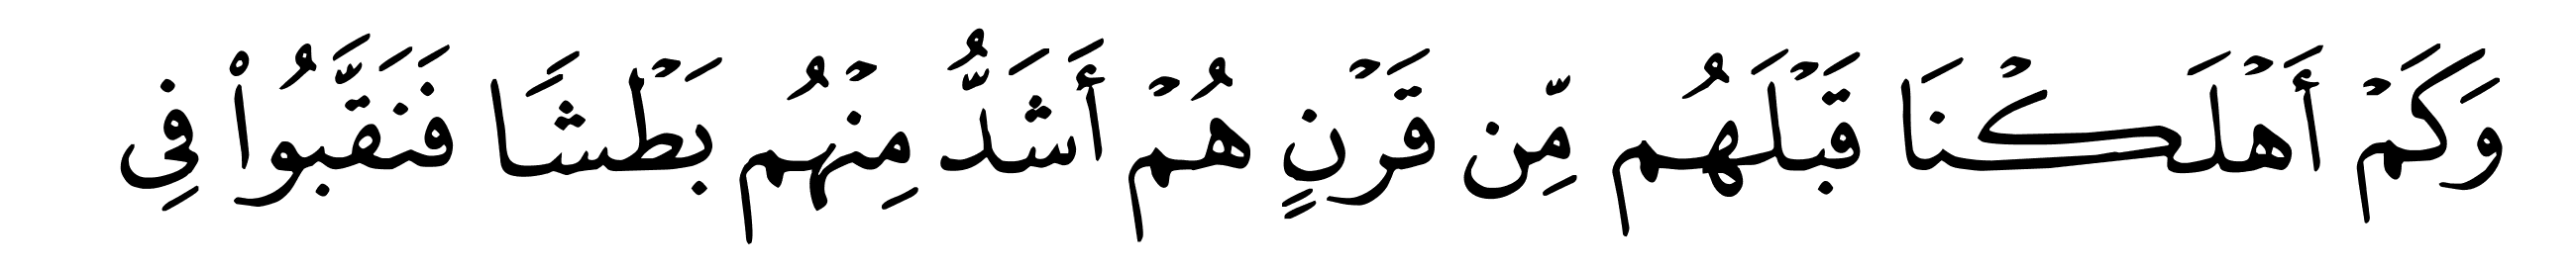 وَكَمْ أَهْلَكْنَا قَبْلَهُم مِّن قَرْنٍ هُمْ أَشَدُّ مِنْهُم بَطْشًا فَنَقَّبُوا۟ فِى